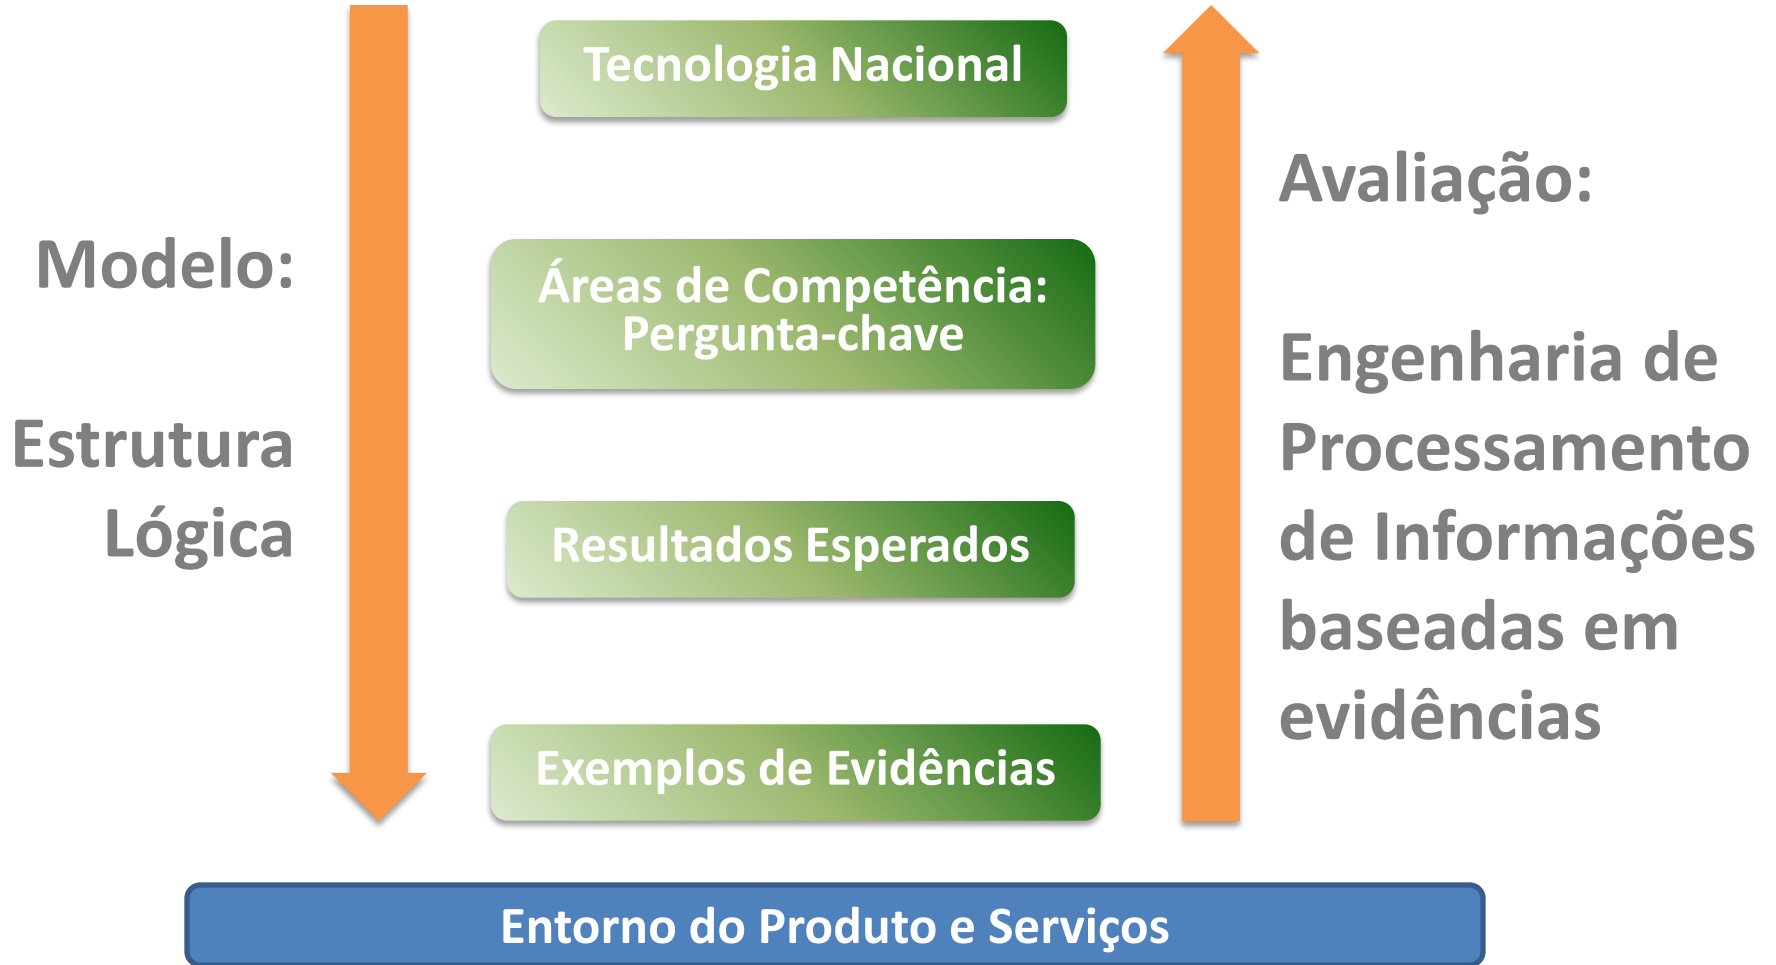 Tecnologia Nacional
Modelo:
Estrutura
Lógica
Áreas de Competência:
Pergunta-chave
Resultados Esperados
Exemplos de Evidências
Avaliação:
Engenharia de
Processamento
de Informações
baseadas em
evidências
Entorno do Produto e Serviços